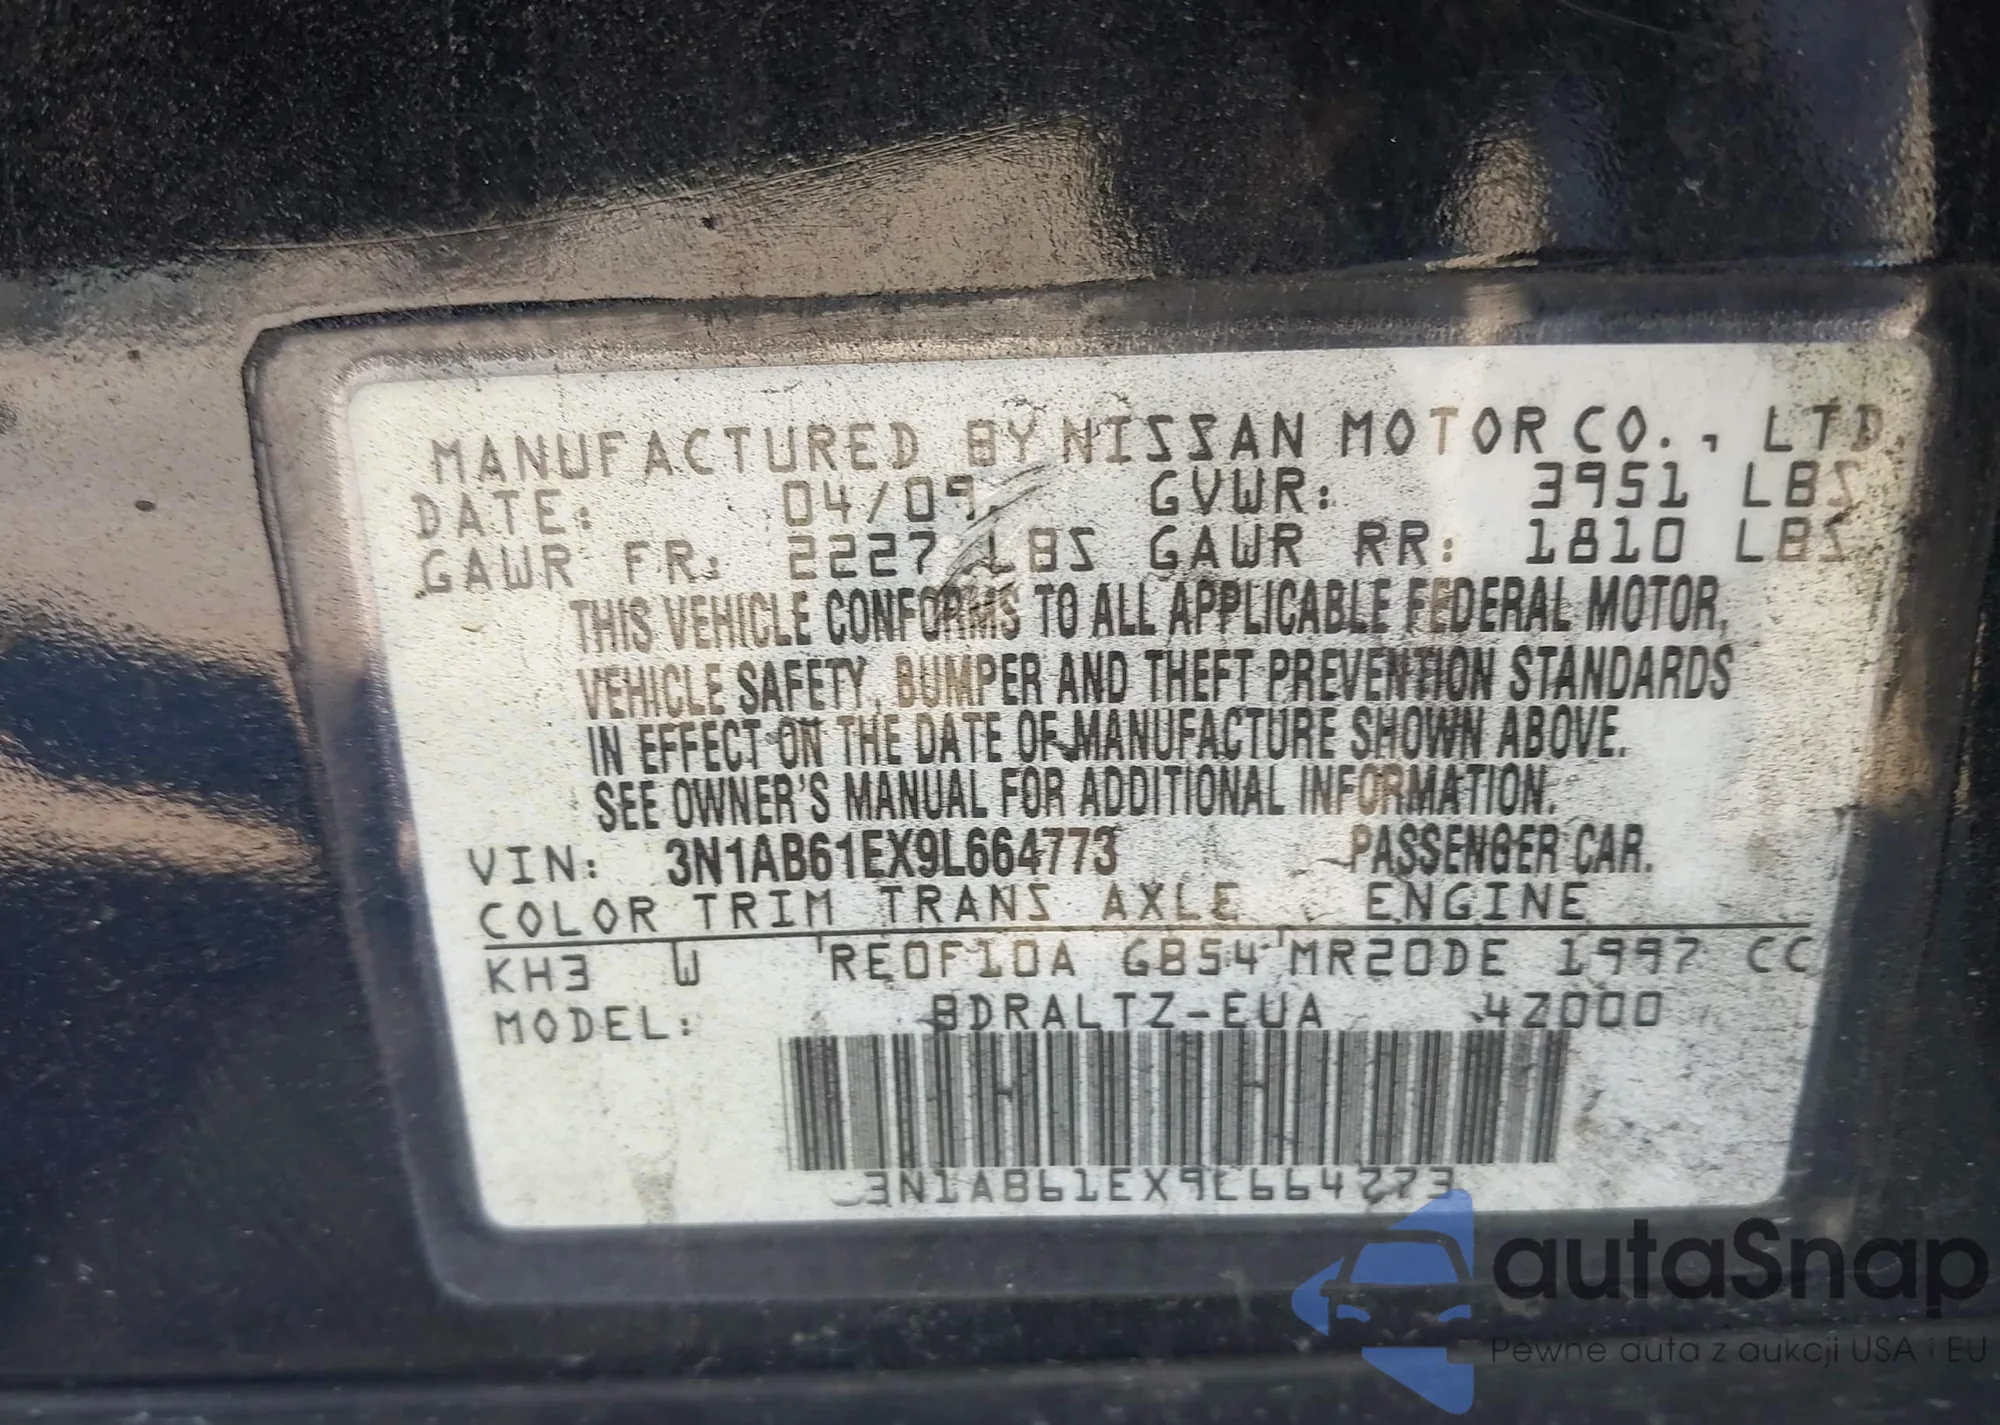 MANUFACTURED BY NISSAN MOTOR CO., LTD.
DATE: 04/09 GVWR: 3951 LBS
GAWR FR: 2227 LBS GAWR RR: 1810 LBS
THIS VEHICLE CONFORMS TO ALL APPLICABLE FEDERAL MOTOR,
VEHICLE SAFETY, BUMPER AND THEFT PREVENTION STANDARDS
IN EFFECT ON THE DATE OF MANUFACTURE SHOWN ABOVE.
SEE OWNER'S MANUAL FOR ADDITIONAL INFORMATION.
VIN: 3N1AB61EX9L664773 PASSENGER CAR.
COLOR TRIM TRANS AXLE ENGINE
KH3 W RE0F10A GB54 MR20DE 1997 CC
MODEL: BDRALTZ-EUA 4Z000
3N1AB61EX9L664773
autoSnap
Pewne auta z aukcji USA i EU